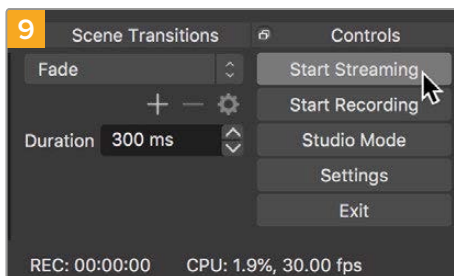 9
Scene Transitions
Controls
Fade
Start Streaming
Start Recording
Duration 300 ms
Studio Mode
Settings
Exit
REC: 00:00:00 CPU: 1.9%, 30.00 fps